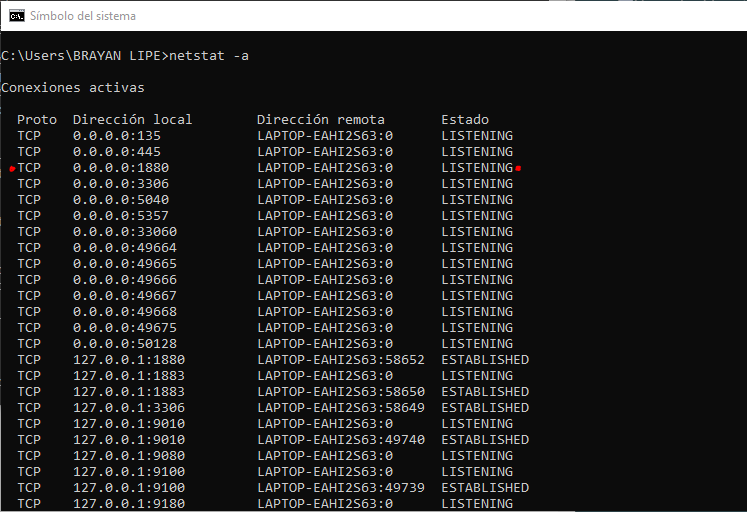 Símbolo del sistema
C:\Users\BRAYAN LIPE>netstat -a
Conexiones activas
Proto Dirección local Dirección remota Estado
TCP 0.0.0.0:135 LAPTOP-EAHI2S63:0 LISTENING
TCP 0.0.0.0:445 LAPTOP-EAHI2S63:0 LISTENING
TCP 0.0.0.0:1880 LAPTOP-EAHI2S63:0 LISTENING
TCP 0.0.0.0:3306 LAPTOP-EAHI2S63:0 LISTENING
TCP 0.0.0.0:5040 LAPTOP-EAHI2S63:0 LISTENING
TCP 0.0.0.0:5357 LAPTOP-EAHI2S63:0 LISTENING
TCP 0.0.0.0:33060 LAPTOP-EAHI2S63:0 LISTENING
TCP 0.0.0.0:49664 LAPTOP-EAHI2S63:0 LISTENING
TCP 0.0.0.0:49665 LAPTOP-EAHI2S63:0 LISTENING
TCP 0.0.0.0:49666 LAPTOP-EAHI2S63:0 LISTENING
TCP 0.0.0.0:49667 LAPTOP-EAHI2S63:0 LISTENING
TCP 0.0.0.0:49668 LAPTOP-EAHI2S63:0 LISTENING
TCP 0.0.0.0:49675 LAPTOP-EAHI2S63:0 LISTENING
TCP 0.0.0.0:50128 LAPTOP-EAHI2S63:0 LISTENING
TCP 127.0.0.1:1880 LAPTOP-EAHI2S63:58652 ESTABLISHED
TCP 127.0.0.1:1883 LAPTOP-EAHI2S63:0 LISTENING
TCP 127.0.0.1:1883 LAPTOP-EAHI2S63:58650 ESTABLISHED
TCP 127.0.0.1:3306 LAPTOP-EAHI2S63:58649 ESTABLISHED
TCP 127.0.0.1:9010 LAPTOP-EAHI2S63:0 LISTENING
TCP 127.0.0.1:9010 LAPTOP-EAHI2S63:49740 ESTABLISHED
TCP 127.0.0.1:9080 LAPTOP-EAHI2S63:0 LISTENING
TCP 127.0.0.1:9100 LAPTOP-EAHI2S63:0 LISTENING
TCP 127.0.0.1:9100 LAPTOP-EAHI2S63:49739 ESTABLISHED
TCP 127.0.0.1:9180 LAPTOP-EAHI2S63:0 LISTENING